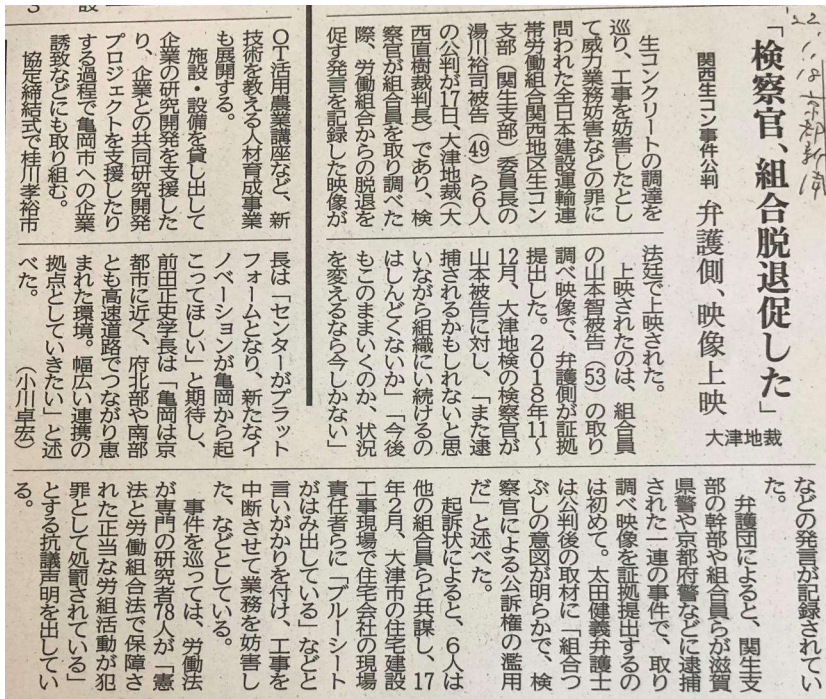 '22.1.18 京都新聞
「検察官、組合脱退促した」
関西生コン事件公判
弁護側、映像上映
大津地裁
生コンクリートの調達を
巡り、工事を妨害したとし
て威力業務妨害などの罪に
問われた全日本建設運輸連
帯労働組合関西地区生コン
支部(関生支部)委員長の
湯川裕司被告(49)ら6人
の公判が17日、大津地裁(大
西直樹裁判長)であり、検
察官が組合員を取り調べた
際、労働組合からの脱退を
促す発言を記録した映像が
法廷で上映された。
上映されたのは、組合員
の山本智被告(53)の取り
調べ映像で、弁護側が証拠
提出した。2018年11〜
12月、大津地検の検察官が
山本被告に対し、「また逮
捕されるかもしれないと思
いながら組織にい続けるの
はしんどくないか」「今後
もこのままいくのか、状況
を変えるなら今しかない」
などの発言が記録されてい
た。
弁護団によると、関生支
部の幹部や組合員らが滋賀
県警や京都府警などに逮捕
された一連の事件で、取り
調べ映像を証拠提出するの
は初めて。太田健義弁護士
は公判後の取材に「組合つ
ぶしの意図が明らかで、検
察官による公訴権の濫用
だ」と述べた。
起訴状によると、6人は
他の組合員らと共謀し、17
年2月、大津市の住宅建設
工事現場で住宅会社の現場
責任者らに「ブルーシート
がはみ出している」などと
言いがかりを付け、工事を
中断させて業務を妨害し
た、などとしている。
事件を巡っては、労働法
が専門の研究者78人が「憲
法と労働組合法で保障さ
れた正当な労組活動が犯
罪として処罰されている」
とする抗議声明を出してい
る。
OT活用農業講座など、新
技術を教える人材育成事業
も展開する。
施設・設備を貸し出して
企業の研究開発を支援した
り、企業との共同研究開発
プロジェクトを支援したり
する過程で亀岡市への企業
誘致などにも取り組む。
協定締結式で桂川孝裕市
長は「センターがプラット
フォームとなり、新たなイ
ノベーションが亀岡から起
こってほしい」と期待し、
前田正史学長は「亀岡は京
都市に近く、府北部や南部
とも高速道路でつながり恵
まれた環境。幅広い連携の
拠点としていきたい」と述
べた。
(小川卓宏)